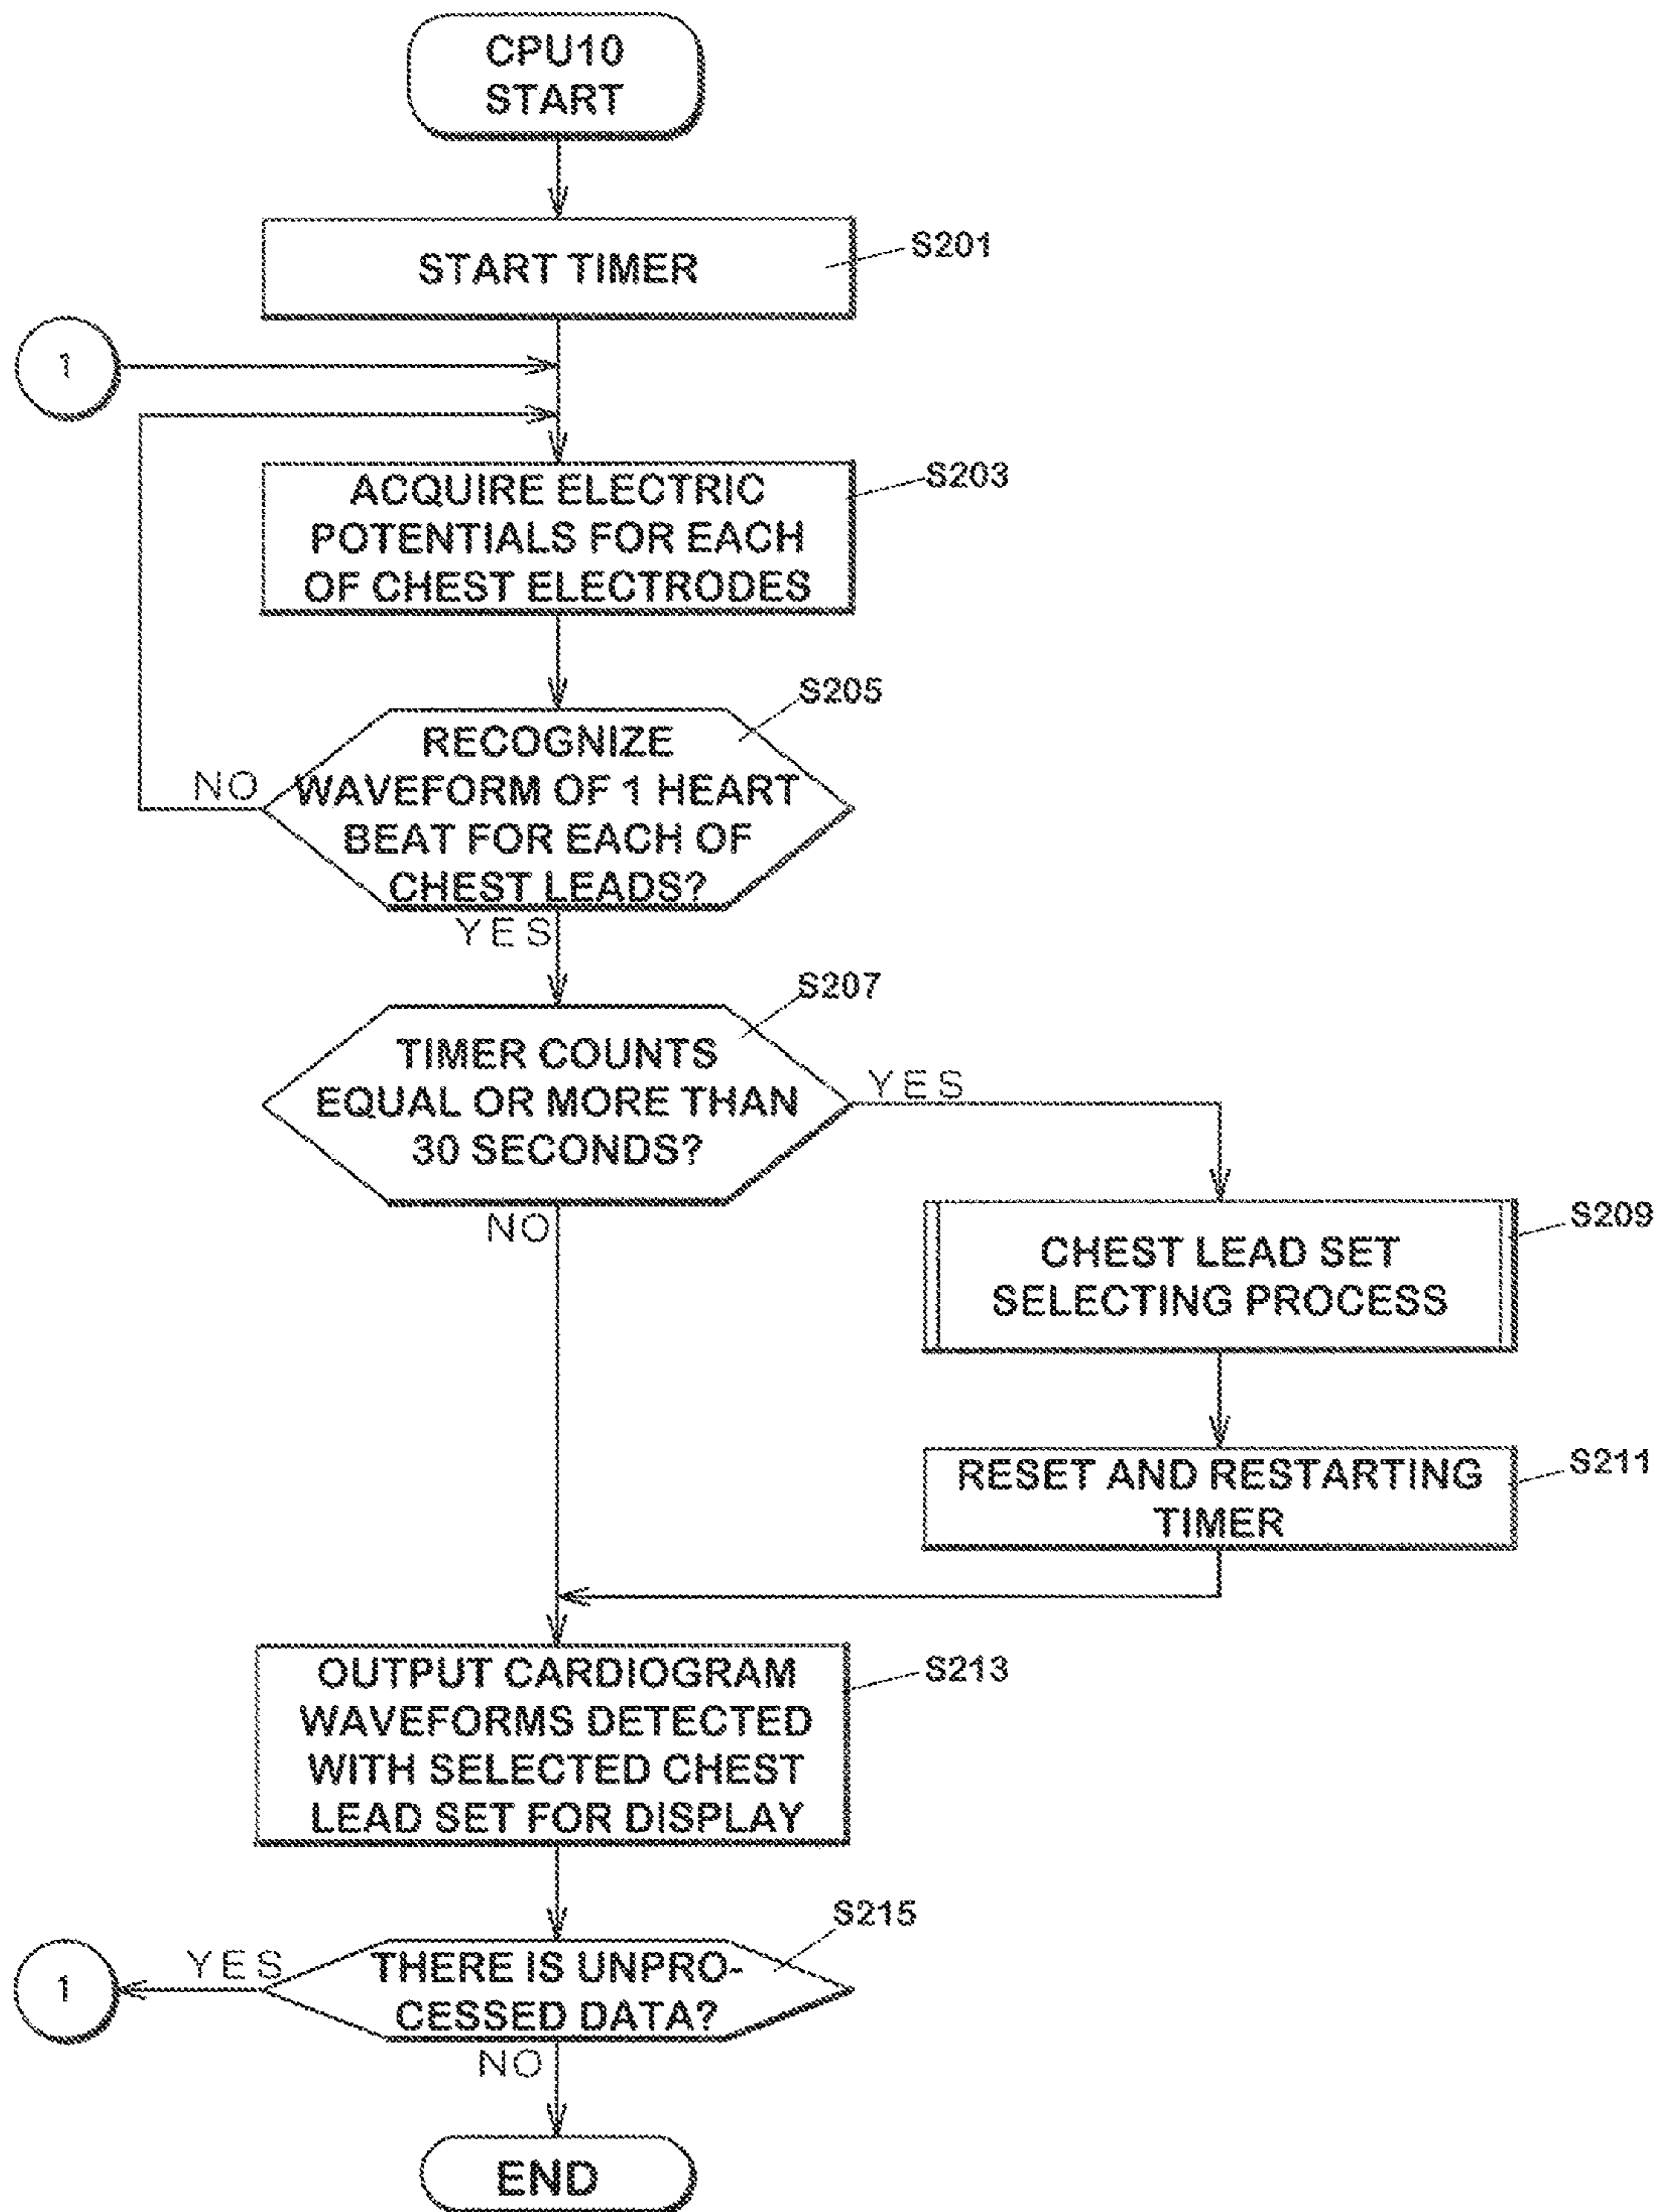 CPU10
START
START TIMER
S201
1
ACQUIRE ELECTRIC
POTENTIALS FOR EACH
OF CHEST ELECTRODES
S203
S205
RECOGNIZE
WAVEFORM OF 1 HEART
BEAT FOR EACH OF
CHEST LEADS?
NO
YES
S207
TIMER COUNTS
EQUAL OR MORE THAN
30 SECONDS?
YES
NO
CHEST LEAD SET
SELECTING PROCESS
S209
RESET AND RESTARTING
TIMER
S211
OUTPUT CARDIOGRAM
WAVEFORMS DETECTED
WITH SELECTED CHEST
LEAD SET FOR DISPLAY
S213
S215
THERE IS UNPRO-
CESSED DATA?
YES
1
NO
END